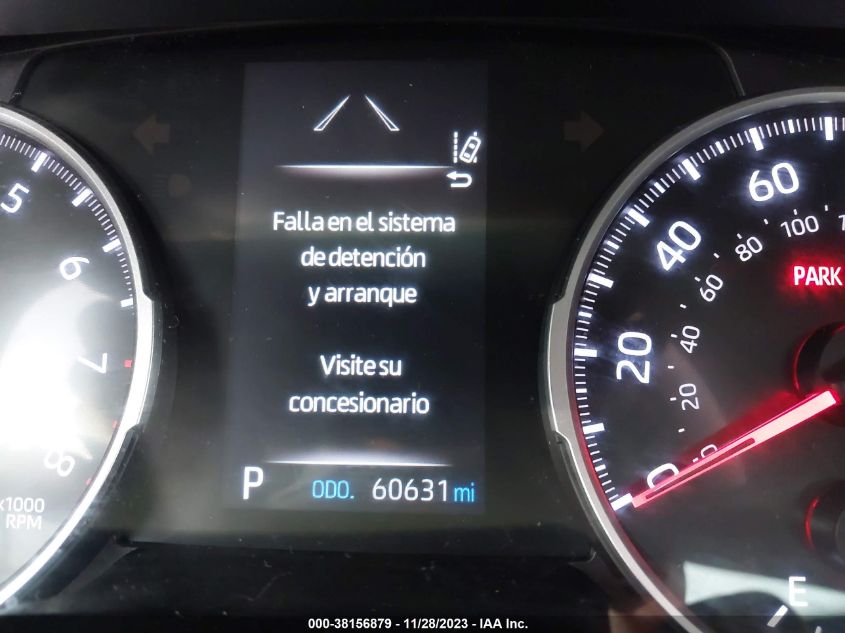 Falla en el sistema
de detención
y arranque
Visite su
concesionario
P ODO. 60631 mi
5
6
7
8
x1000
RPM
0
20
40
60
20
40
60
80
100
PARK
E
000-38156879 - 11/28/2023 - IAA Inc.